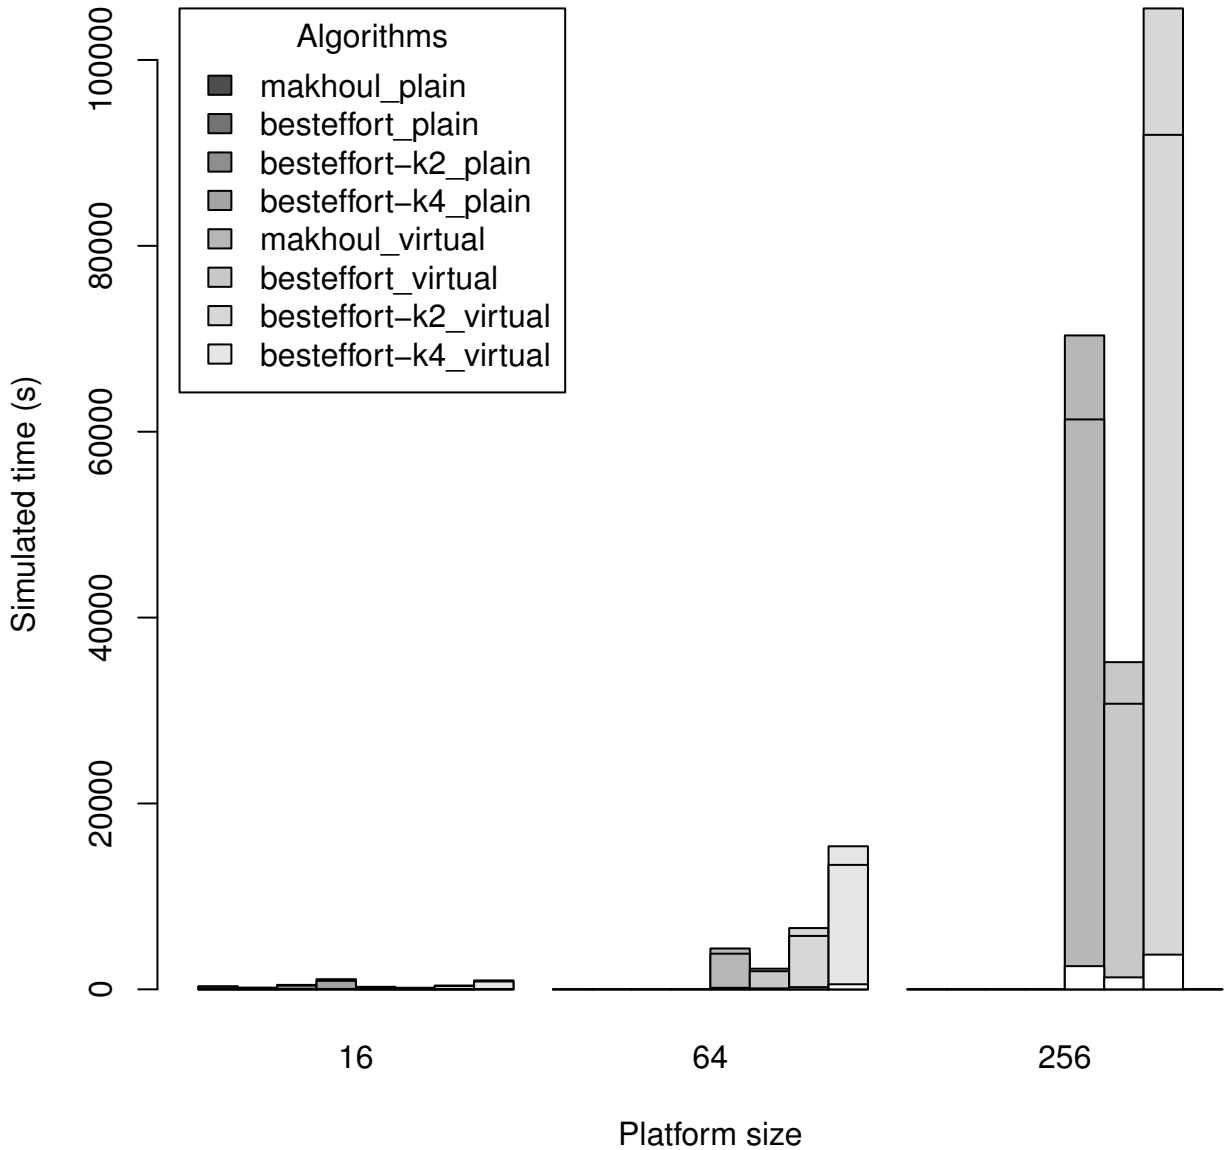 Algorithms
makhoul_plain
besteffort_plain
besteffort−k2_plain
besteffort−k4_plain
makhoul_virtual
besteffort_virtual
besteffort−k2_virtual
besteffort−k4_virtual
Simulated time (s)
100000
80000
60000
40000
20000
0
16 64 256
Platform size